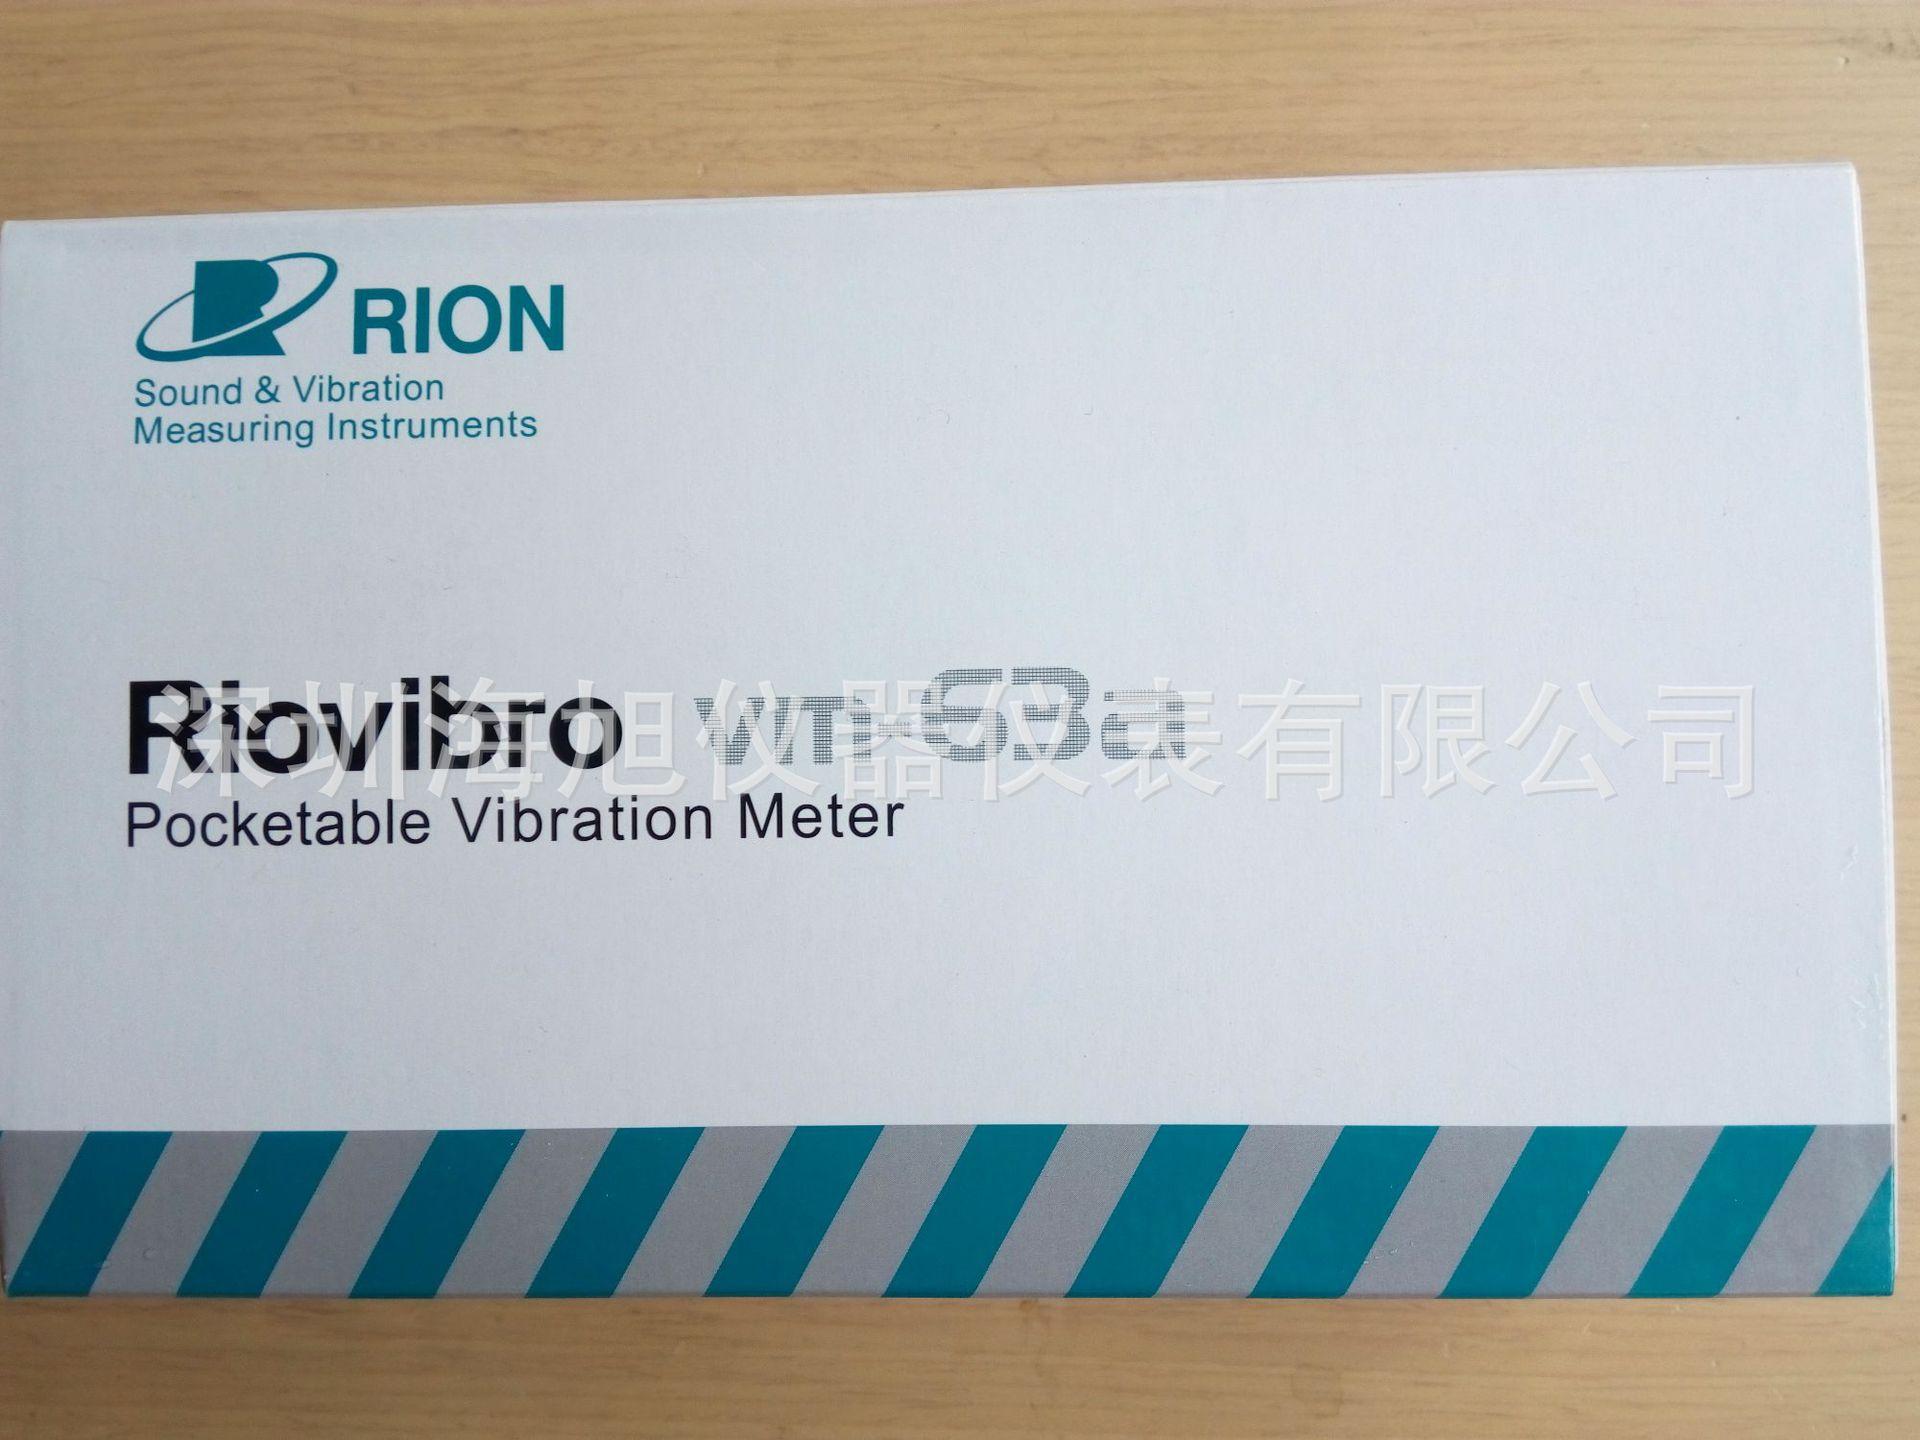 RION
Sound & Vibration
Measuring Instruments
Riovibro VM-63a
深圳海旭仪器仪表有限公司
Pocketable Vibration Meter